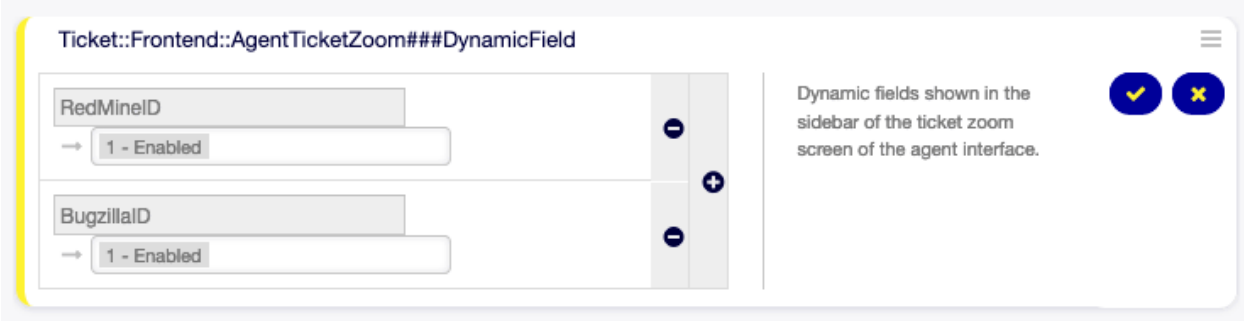 Ticket::Frontend::AgentTicketZoom###DynamicField
RedMineID
1 - Enabled
BugzillaID
1 - Enabled
Dynamic fields shown in the
sidebar of the ticket zoom
screen of the agent interface.